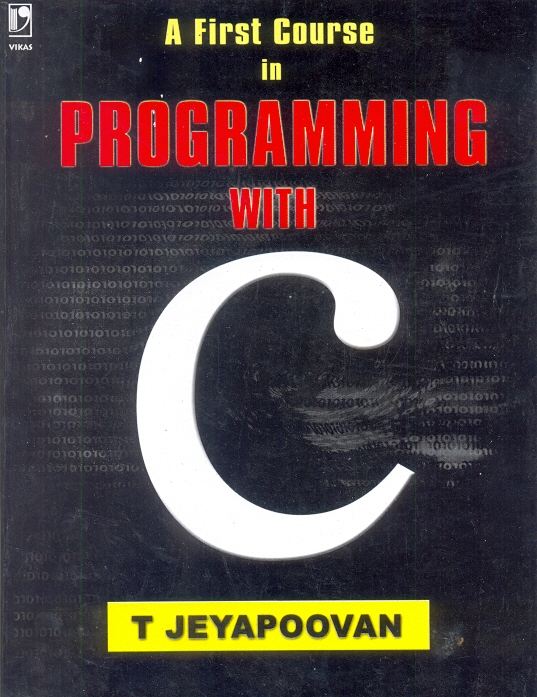 VIKAS
A First Course
in
PROGRAMMING
WITH
C
T JEYAPOOVAN